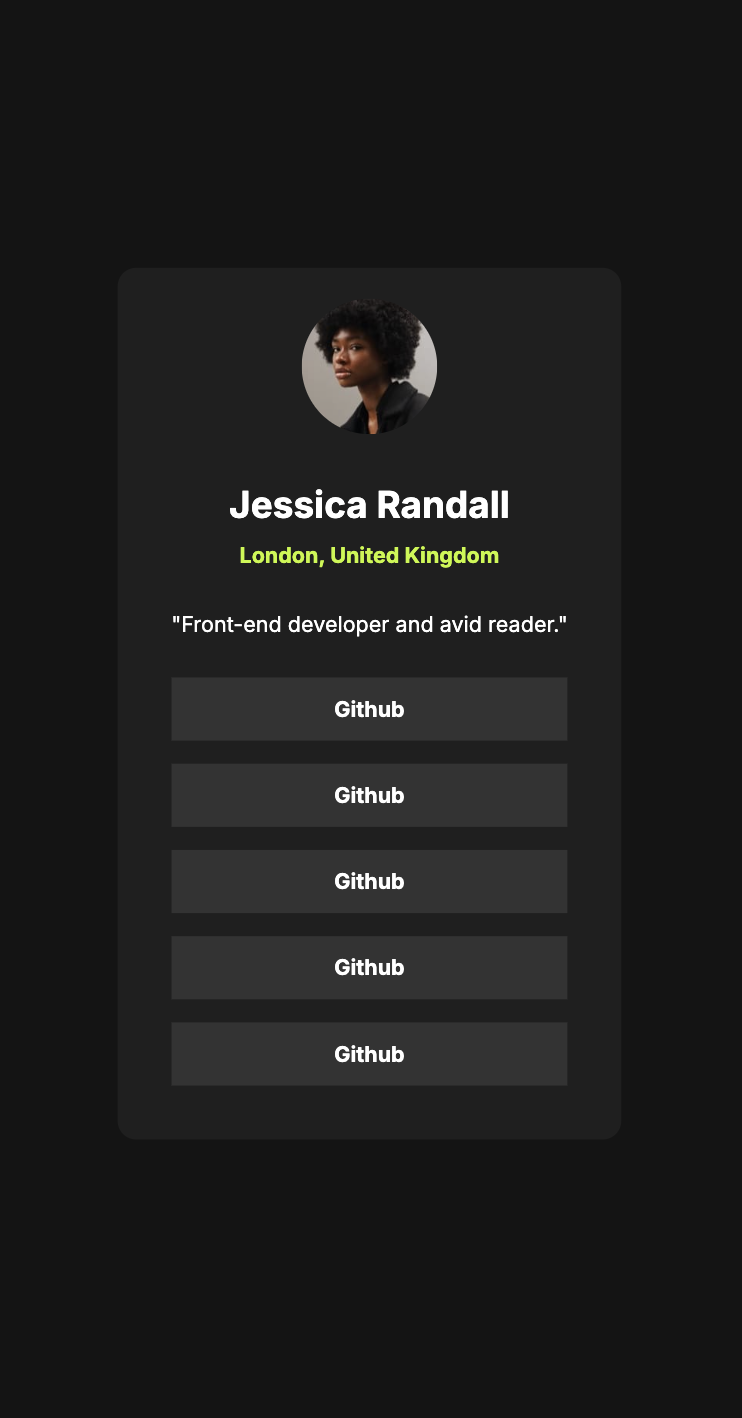 Jessica Randall
London, United Kingdom
"Front-end developer and avid reader."
Github
Github
Github
Github
Github